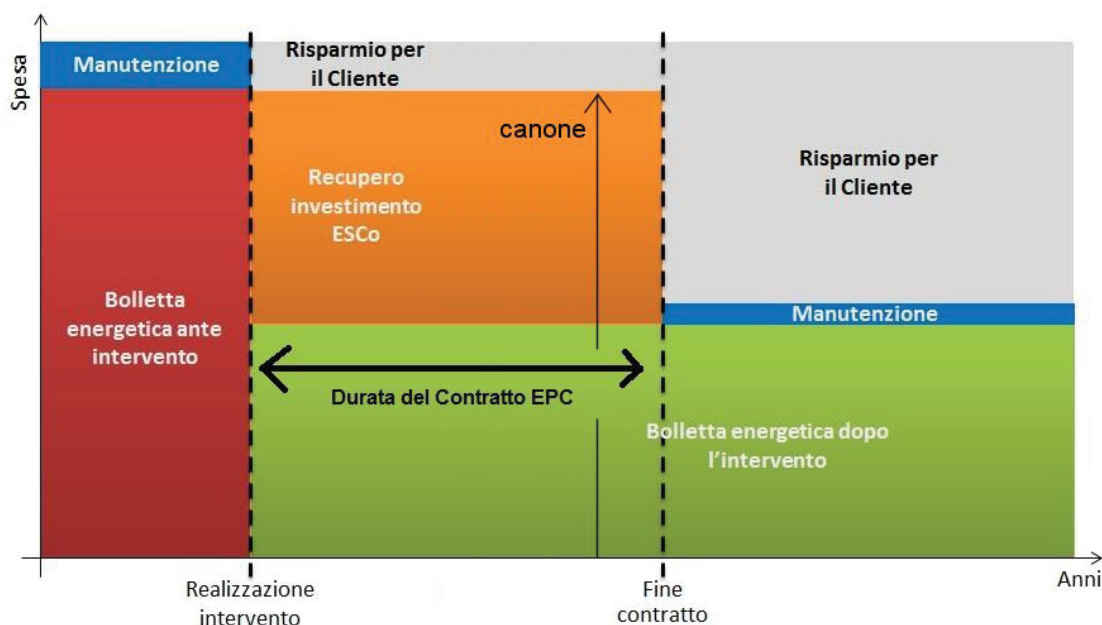 Spesa
Manutenzione
Risparmio per
il Cliente
canone
Recupero
investimento
ESCo
Risparmio per
il Cliente
Bolletta
energetica ante
intervento
Manutenzione
Durata del Contratto EPC
Bolletta energetica dopo
l'intervento
Realizzazione
intervento
Fine
contratto
Anni